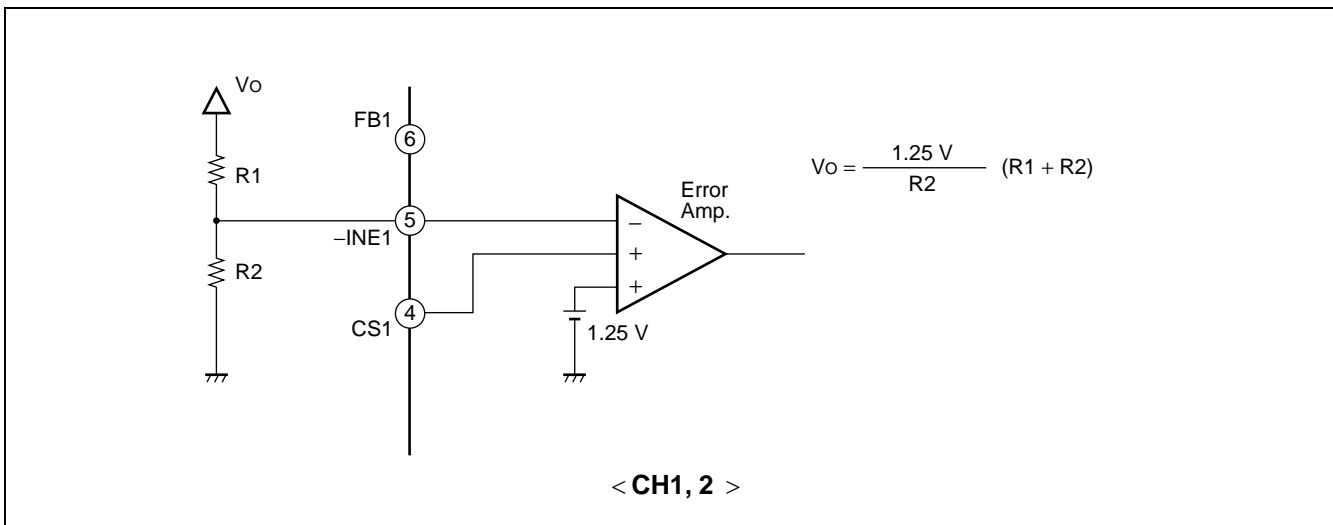 Vo
FB1
6
R1
5
−INE1
R2
4
CS1
Error
Amp.
−
+
+
1.25 V
Vo = 1.25 V / R2 (R1 + R2)
< CH1, 2 >